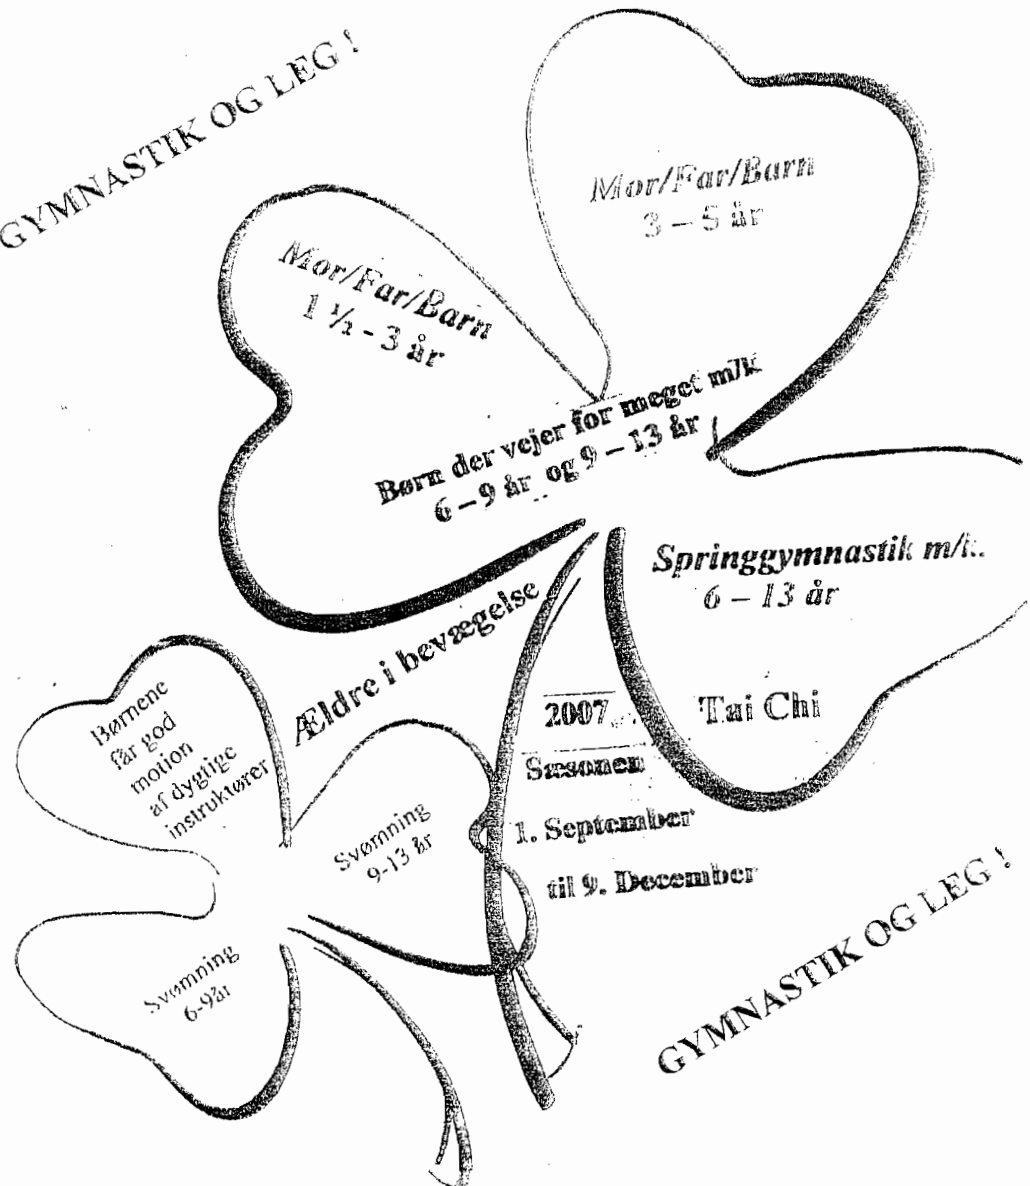 GYMNASTIK OG LEG !
Mor/Far/Barn
3 – 5 år
Mor/Far/Barn
1 ½ - 3 år
Børn der vejer for meget m/k
6 – 9 år og 9 – 13 år
Springgymnastik m/k.
6 – 13 år
Ældre i bevægelse
Tai Chi
2007
Sæsonen
1. September
til 9. December
Børnene
får god
motion
af dygtige
instruktører
Svømning
9-13 år
Svømning
6-9år
GYMNASTIK OG LEG !